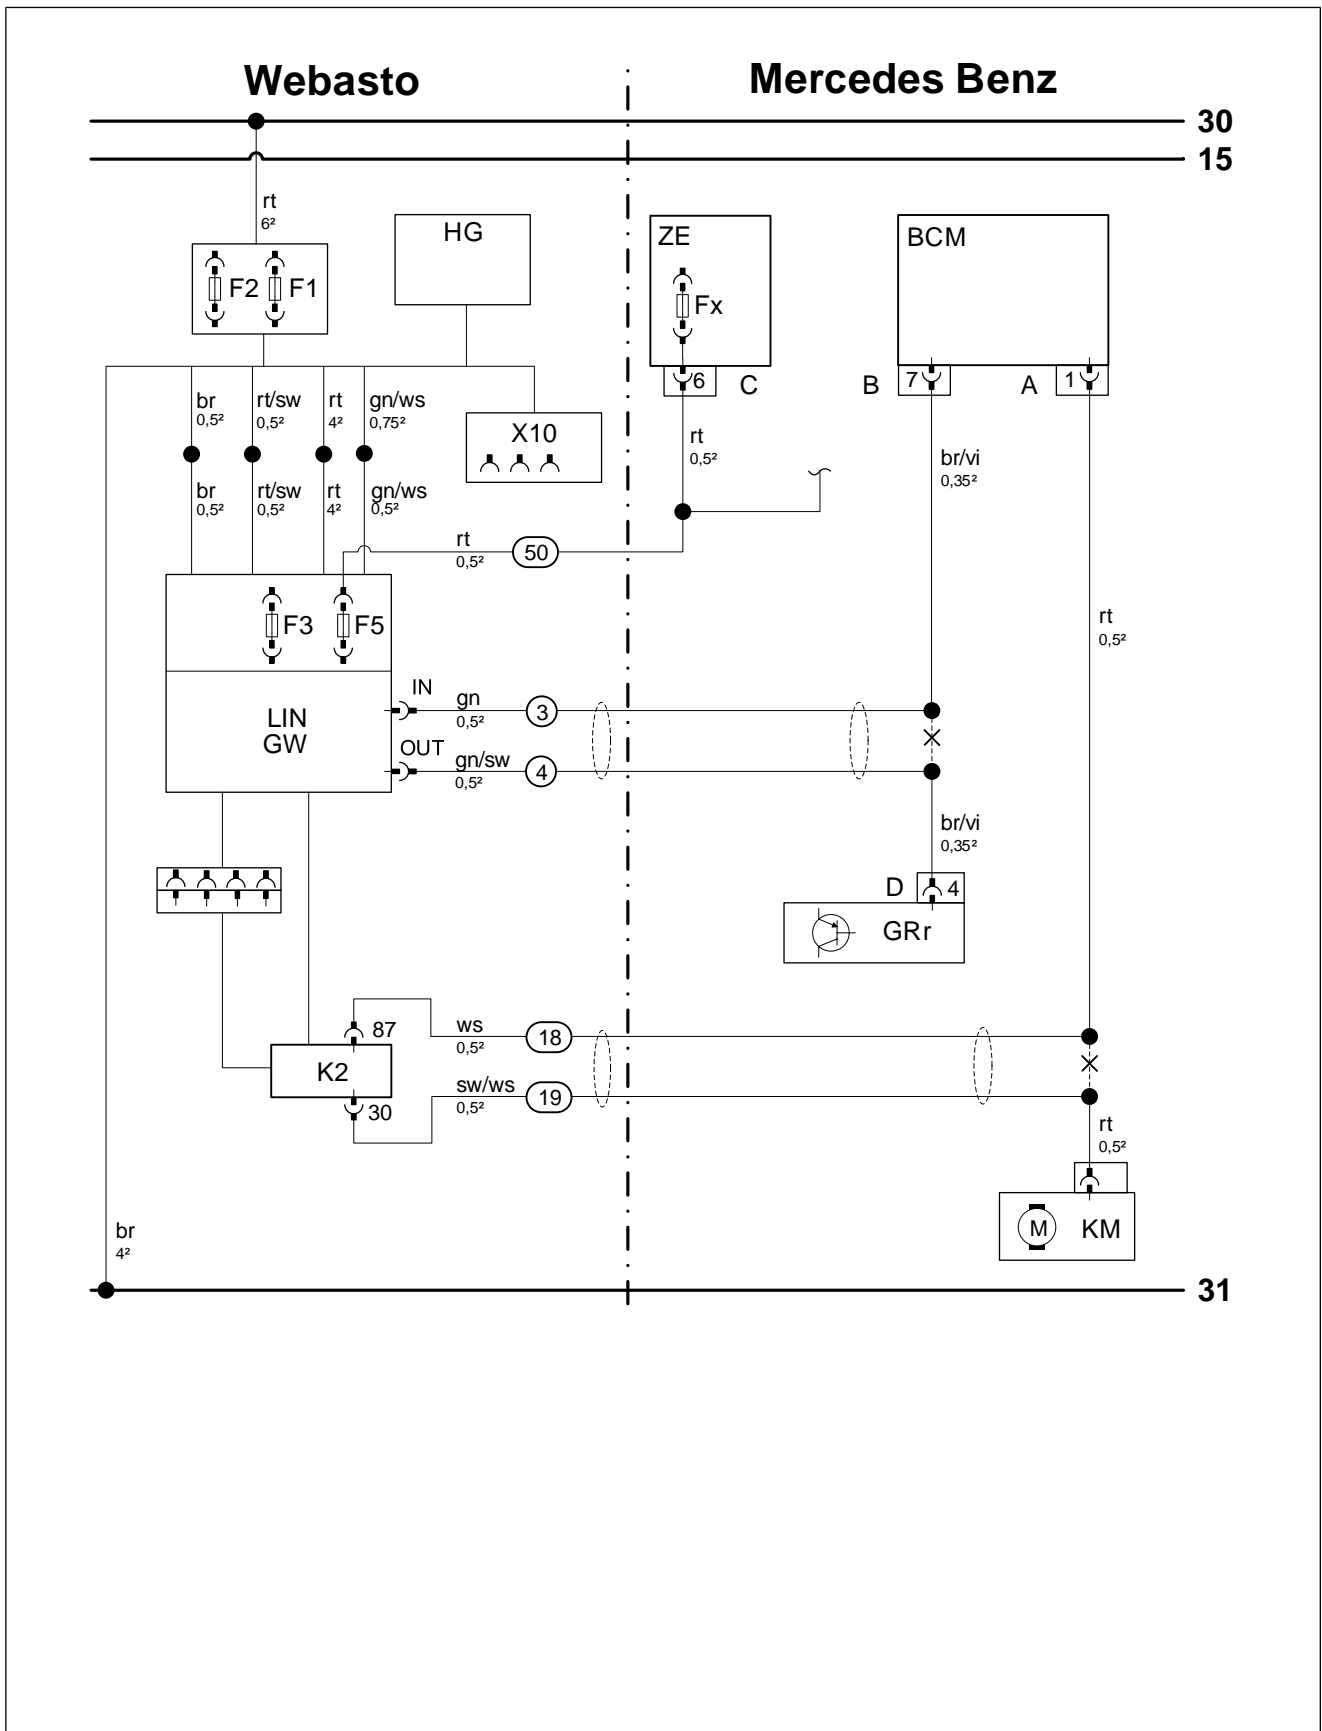 Webasto
Mercedes Benz
30
15
rt
6²
HG
ZE
BCM
F2
F1
Fx
6
C
B
7
A
1
br
0,5²
rt/sw
0,5²
rt
4²
gn/ws
0,75²
X10
rt
0,5²
br/vi
0,35²
br
0,5²
rt/sw
0,5²
rt
4²
gn/ws
0,5²
rt
0,5²
50
F3
F5
rt
0,5²
IN
gn
0,5²
3
LIN
GW
OUT
gn/sw
0,5²
4
br/vi
0,35²
D
4
GRr
87
ws
0,5²
18
K2
sw/ws
0,5²
19
30
rt
0,5²
M
KM
br
4²
31